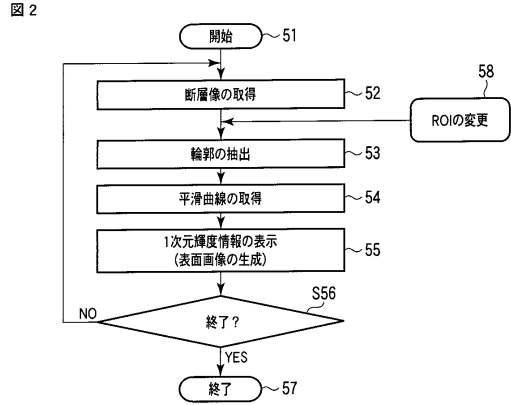 図2
開始
51
断層像の取得
52
58
ROIの変更
輪郭の抽出
53
平滑曲線の取得
54
1次元輝度情報の表示
(表面画像の生成)
55
S56
終了?
NO
YES
終了
57